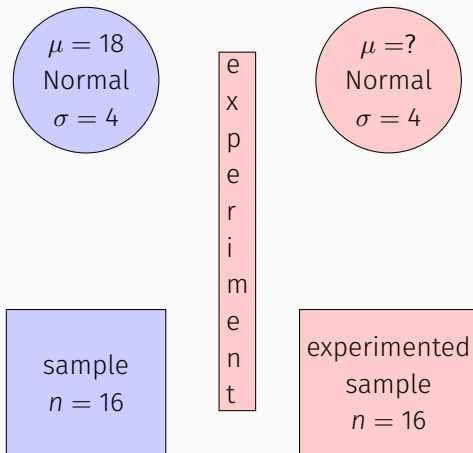 μ = 18
Normal
σ = 4
e
x
p
e
r
i
m
e
n
t
μ =?
Normal
σ = 4
sample
n = 16
experimented
sample
n = 16